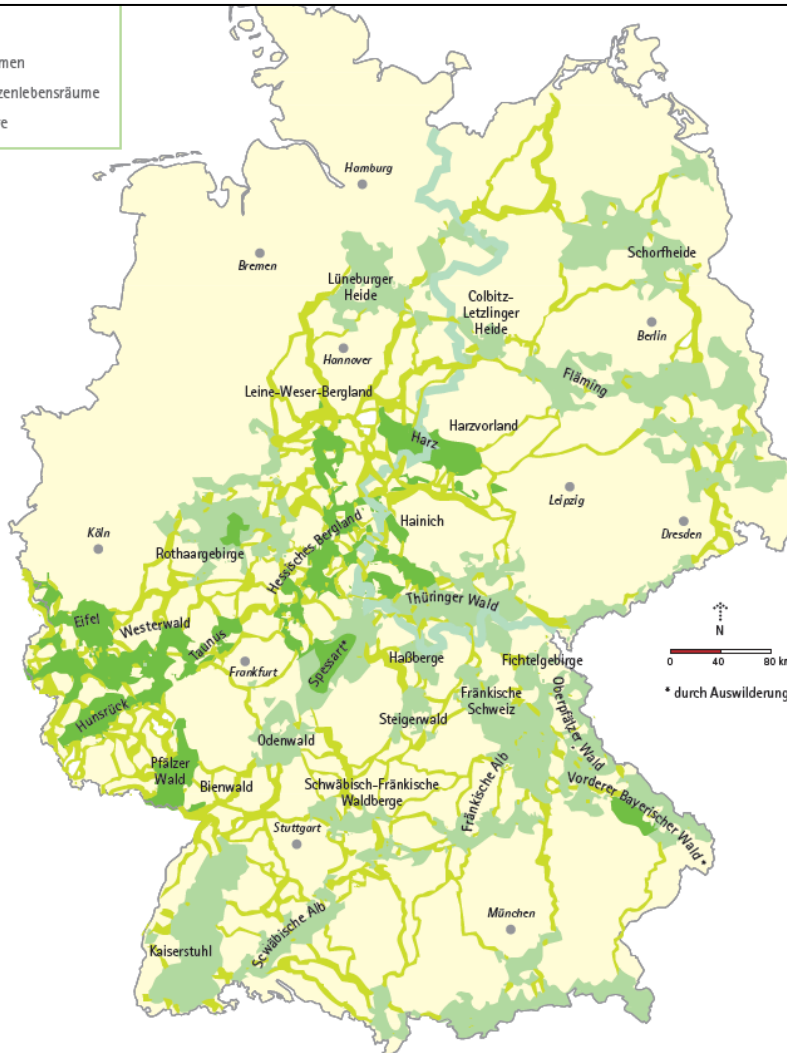 men
zenlebensräume
e
Hamburg
Bremen
Lüneburger
Heide
Schorfheide
Colbitz-
Letzlinger
Heide
Berlin
Hannover
Fläming
Leine-Weser-Bergland
Harz
Harzvorland
Leipzig
Hainich
Dresden
Köln
Rothaargebirge
Hessisches Bergland
Thüringer Wald
Eifel
Westerwald
Taunus
N
Spessart*
Haßberge
Fichtelgebirge
0 40 80 km
Frankfurt
* durch Auswilderung
Hunsrück
Fränkische
Schweiz
Oberpfälzer Wald
Steigerwald
Odenwald
Pfälzer
Wald
Bienwald
Schwäbisch-Fränkische
Waldberge
Fränkische Alb
Vorderer Bayerischer Wald*
Stuttgart
München
Scwäbische Alb
Kaiserstuhl